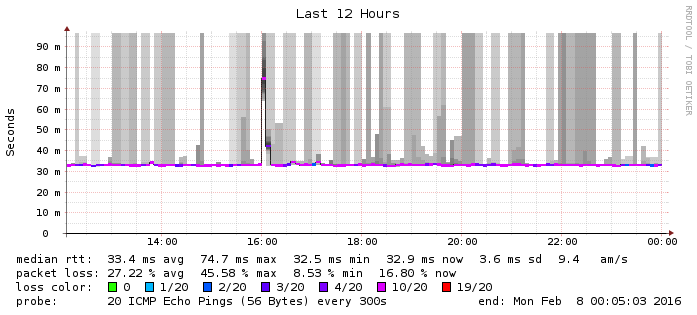 Last 12 Hours
RRDTOOL / TOBI OETIKER
Seconds
90 m
80 m
70 m
60 m
50 m
40 m
30 m
20 m
10 m
0
14:00 16:00 18:00 20:00 22:00 00:00
median rtt: 33.4 ms avg 74.7 ms max 32.5 ms min 32.9 ms now 3.6 ms sd 9.4 am/s
packet loss: 27.22 % avg 45.58 % max 8.53 % min 16.80 % now
loss color: 0 1/20 2/20 3/20 4/20 10/20 19/20
probe: 20 ICMP Echo Pings (56 Bytes) every 300s end: Mon Feb 8 00:05:03 2016